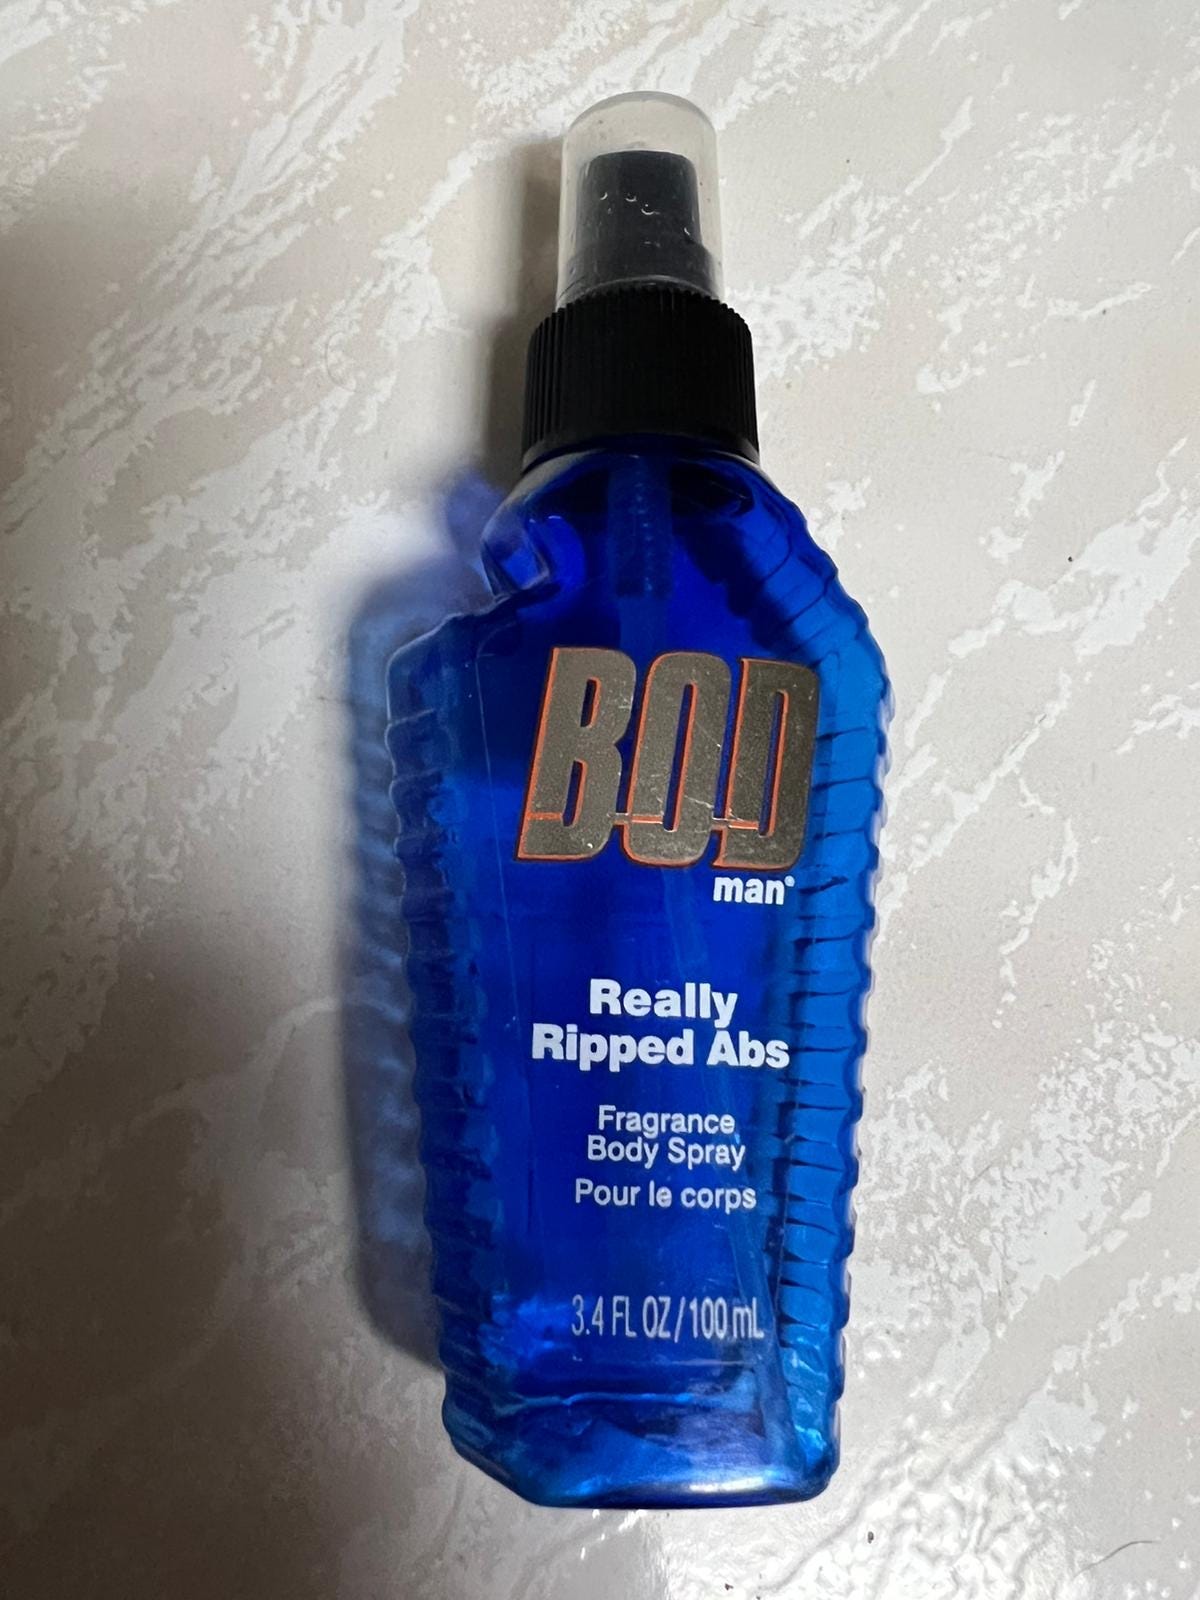 BOD
man®
Really
Ripped Abs
Fragrance
Body Spray
Pour le corps
3.4 FL OZ/100 mL